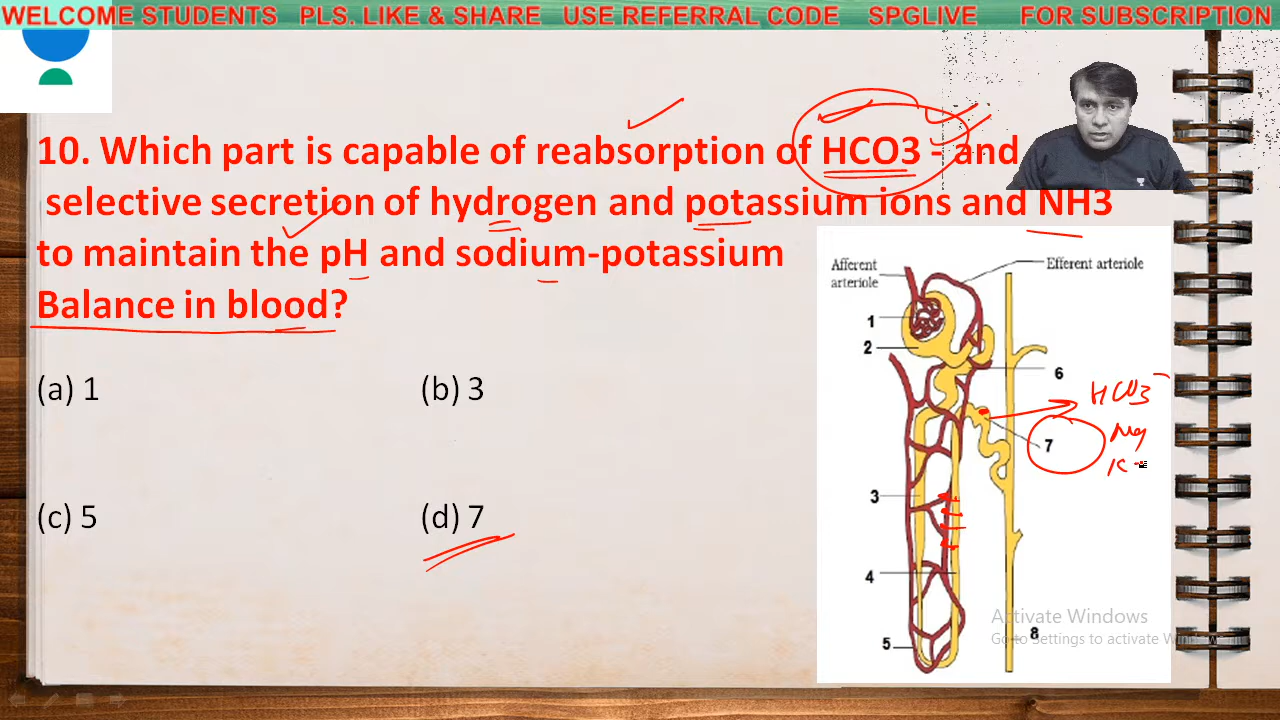 WELCOME STUDENTS PLS. LIKE & SHARE USE REFERRAL CODE SPGLIVE FOR SUBSCRIPTION
10. Which part is capable of reabsorption of HCO3 - and
selective secretion of hydrogen and potassium ions and NH3
to maintain the pH and sodium-potassium
Balance in blood?
(a) 1
(b) 3
(c) 5
(d) 7
Afferent
arteriole
Efferent arteriole
1
2
6
HCO3⁻
7
3
4
5
8
Activate Windows
Go to Settings to activate Windows.